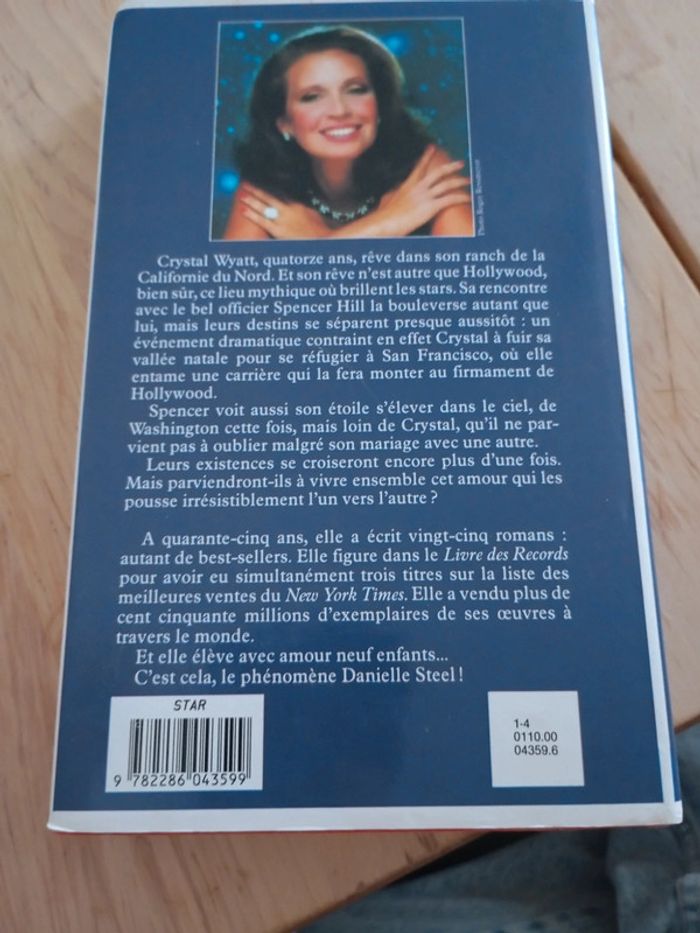 Photo Roger Ressmeyer
Crystal Wyatt, quatorze ans, rêve dans son ranch de la
Californie du Nord. Et son rêve n'est autre que Hollywood,
bien sûr, ce lieu mythique où brillent les stars. Sa rencontre
avec le bel officier Spencer Hill la bouleverse autant que
lui, mais leurs destins se séparent presque aussitôt : un
événement dramatique contraint en effet Crystal à fuir sa
vallée natale pour se réfugier à San Francisco, où elle
entame une carrière qui la fera monter au firmament de
Hollywood.
Spencer voit aussi son étoile s'élever dans le ciel, de
Washington cette fois, mais loin de Crystal, qu'il ne par-
vient pas à oublier malgré son mariage avec une autre.
Leurs existences se croiseront encore plus d'une fois.
Mais parviendront-ils à vivre ensemble cet amour qui les
pousse irrésistiblement l'un vers l'autre ?
A quarante-cinq ans, elle a écrit vingt-cinq romans :
autant de best-sellers. Elle figure dans le Livre des Records
pour avoir eu simultanément trois titres sur la liste des
meilleures ventes du New York Times. Elle a vendu plus de
cent cinquante millions d'exemplaires de ses œuvres à
travers le monde.
Et elle élève avec amour neuf enfants...
C'est cela, le phénomène Danielle Steel !
STAR
9 782286 043599
1-4
0110.00
04359.6